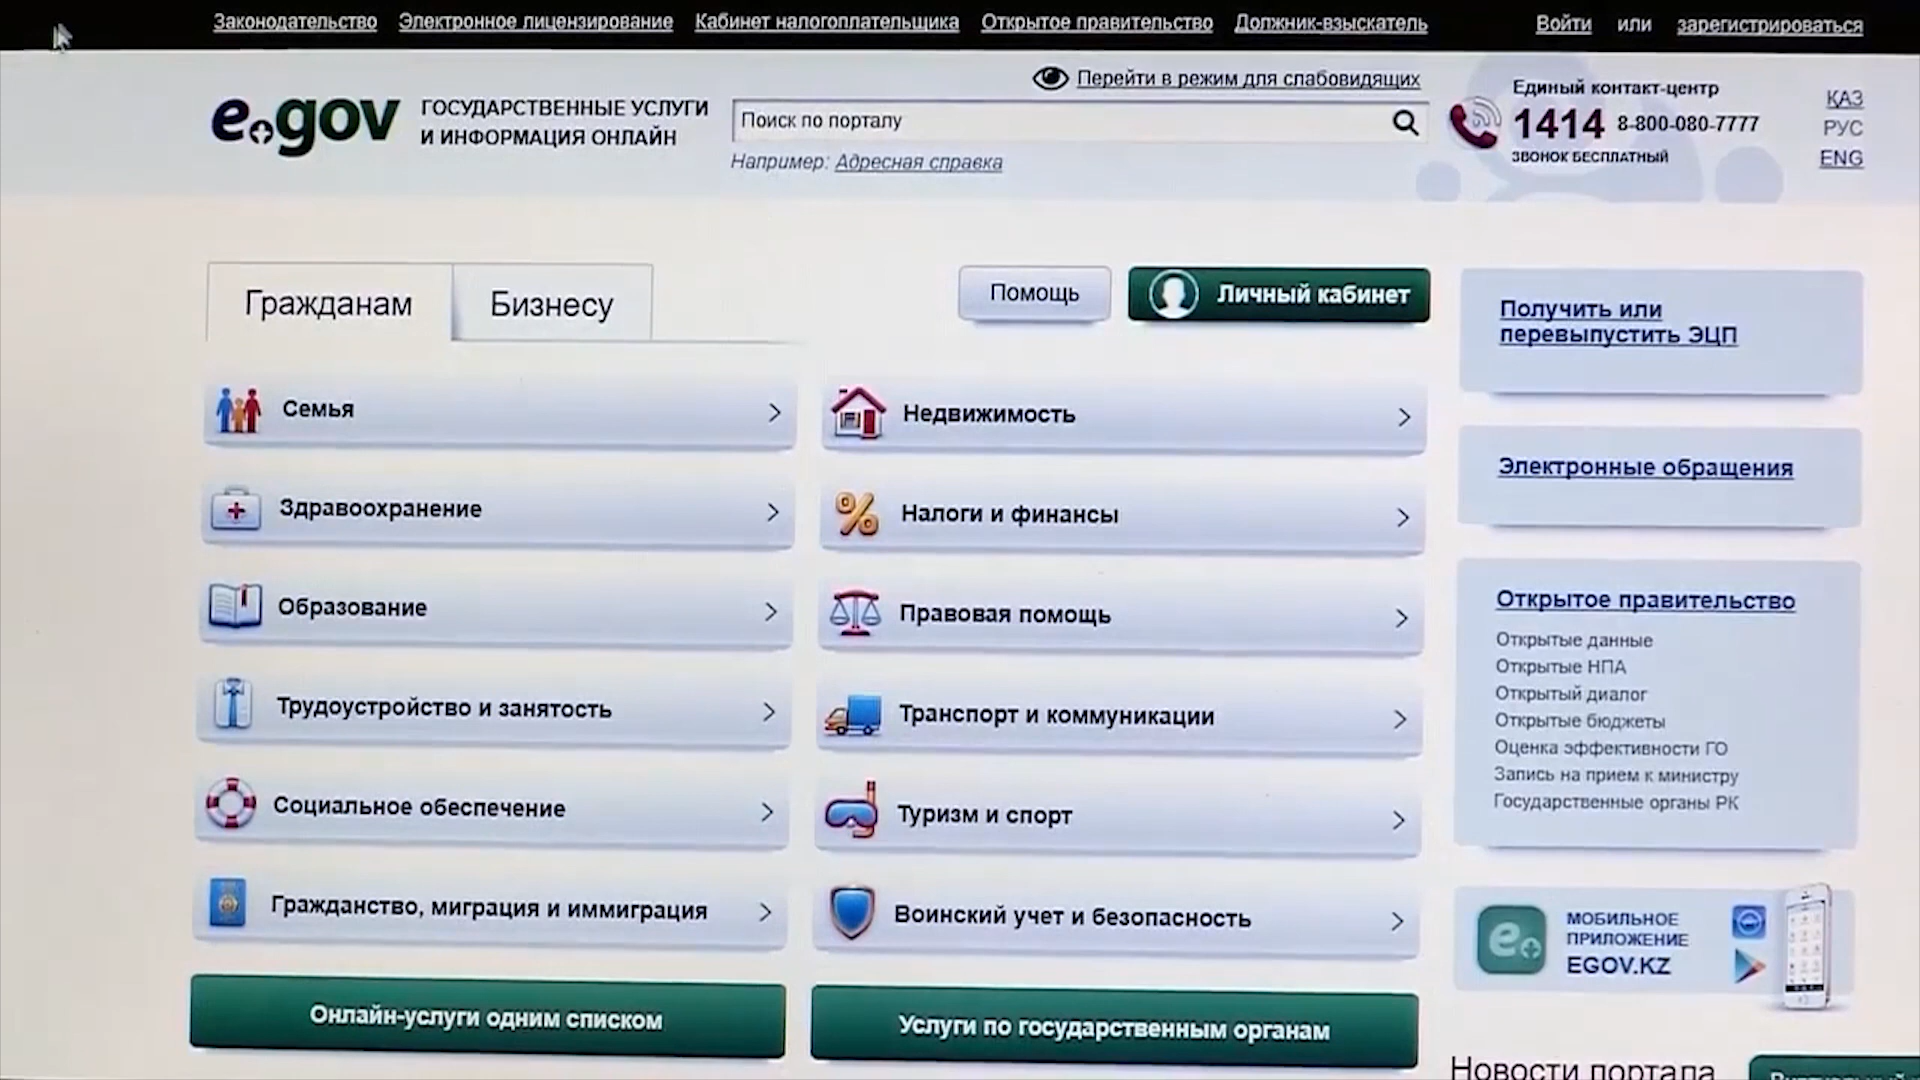 Законодательство Электронное лицензирование Кабинет налогоплательщика Открытое правительство Должник-взыскатель Войти или зарегистрироваться
Перейти в режим для слабовидящих
e.gov
ГОСУДАРСТВЕННЫЕ УСЛУГИ
И ИНФОРМАЦИЯ ОНЛАЙН
Поиск по порталу
Например: Адресная справка
Единый контакт-центр
1414 8-800-080-7777
ЗВОНОК БЕСПЛАТНЫЙ
ҚАЗ
РУС
ENG
Гражданам
Бизнесу
Помощь
Личный кабинет
Семья
Здравоохранение
Образование
Трудоустройство и занятость
Социальное обеспечение
Гражданство, миграция и иммиграция
Онлайн-услуги одним списком
Недвижимость
Налоги и финансы
Правовая помощь
Транспорт и коммуникации
Туризм и спорт
Воинский учет и безопасность
Услуги по государственным органам
Получить или
перевыпустить ЭЦП
Электронные обращения
Открытое правительство
Открытые данные
Открытые НПА
Открытый диалог
Открытые бюджеты
Оценка эффективности ГО
Запись на прием к министру
Государственные органы РК
e
МОБИЛЬНОЕ
ПРИЛОЖЕНИЕ
EGOV.KZ
Новости портала